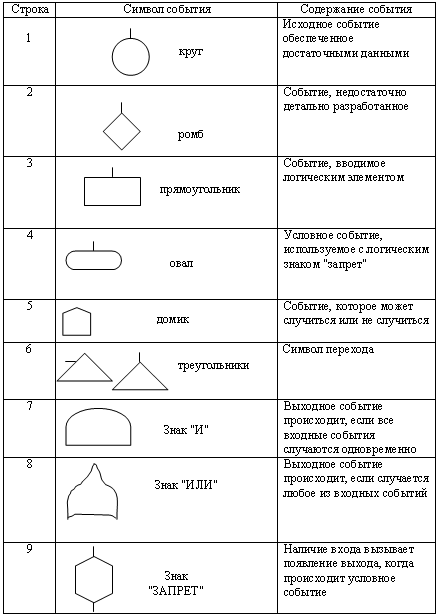 Строка Символ события Содержание события
1
круг
Исходное событие
обеспеченное
достаточными данными
2
ромб
Событие, недостаточно
детально разработанное
3
прямоугольник
Событие, вводимое
логическим элементом
4
овал
Условное событие,
используемое с логическим
знаком "запрет"
5
домик
Событие, которое может
случиться или не случиться
6
треугольники
Символ перехода
7
Знак "И"
Выходное событие
происходит, если все
входные события
случаются одновременно
8
Знак "ИЛИ"
Выходное событие
происходит, если случается
любое из входных событий
9
Знак
"ЗАПРЕТ"
Наличие входа вызывает
появление выхода, когда
происходит условное
событие